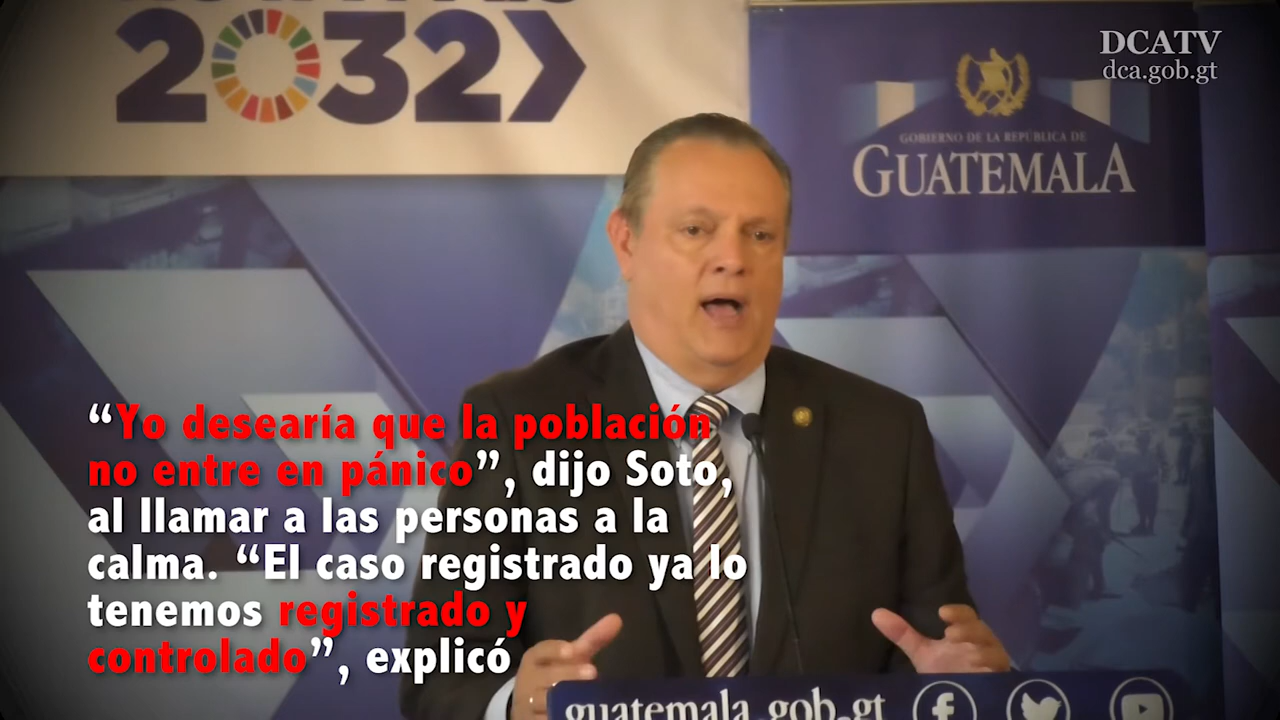 2032
DCATV
dca.gob.gt
GOBIERNO DE LA REPÚBLICA DE
GUATEMALA
“Yo desearía que la población
no entre en pánico”, dijo Soto,
al llamar a las personas a la
calma. “El caso registrado ya lo
tenemos registrado y
controlado”, explicó
guatemala.gob.gt